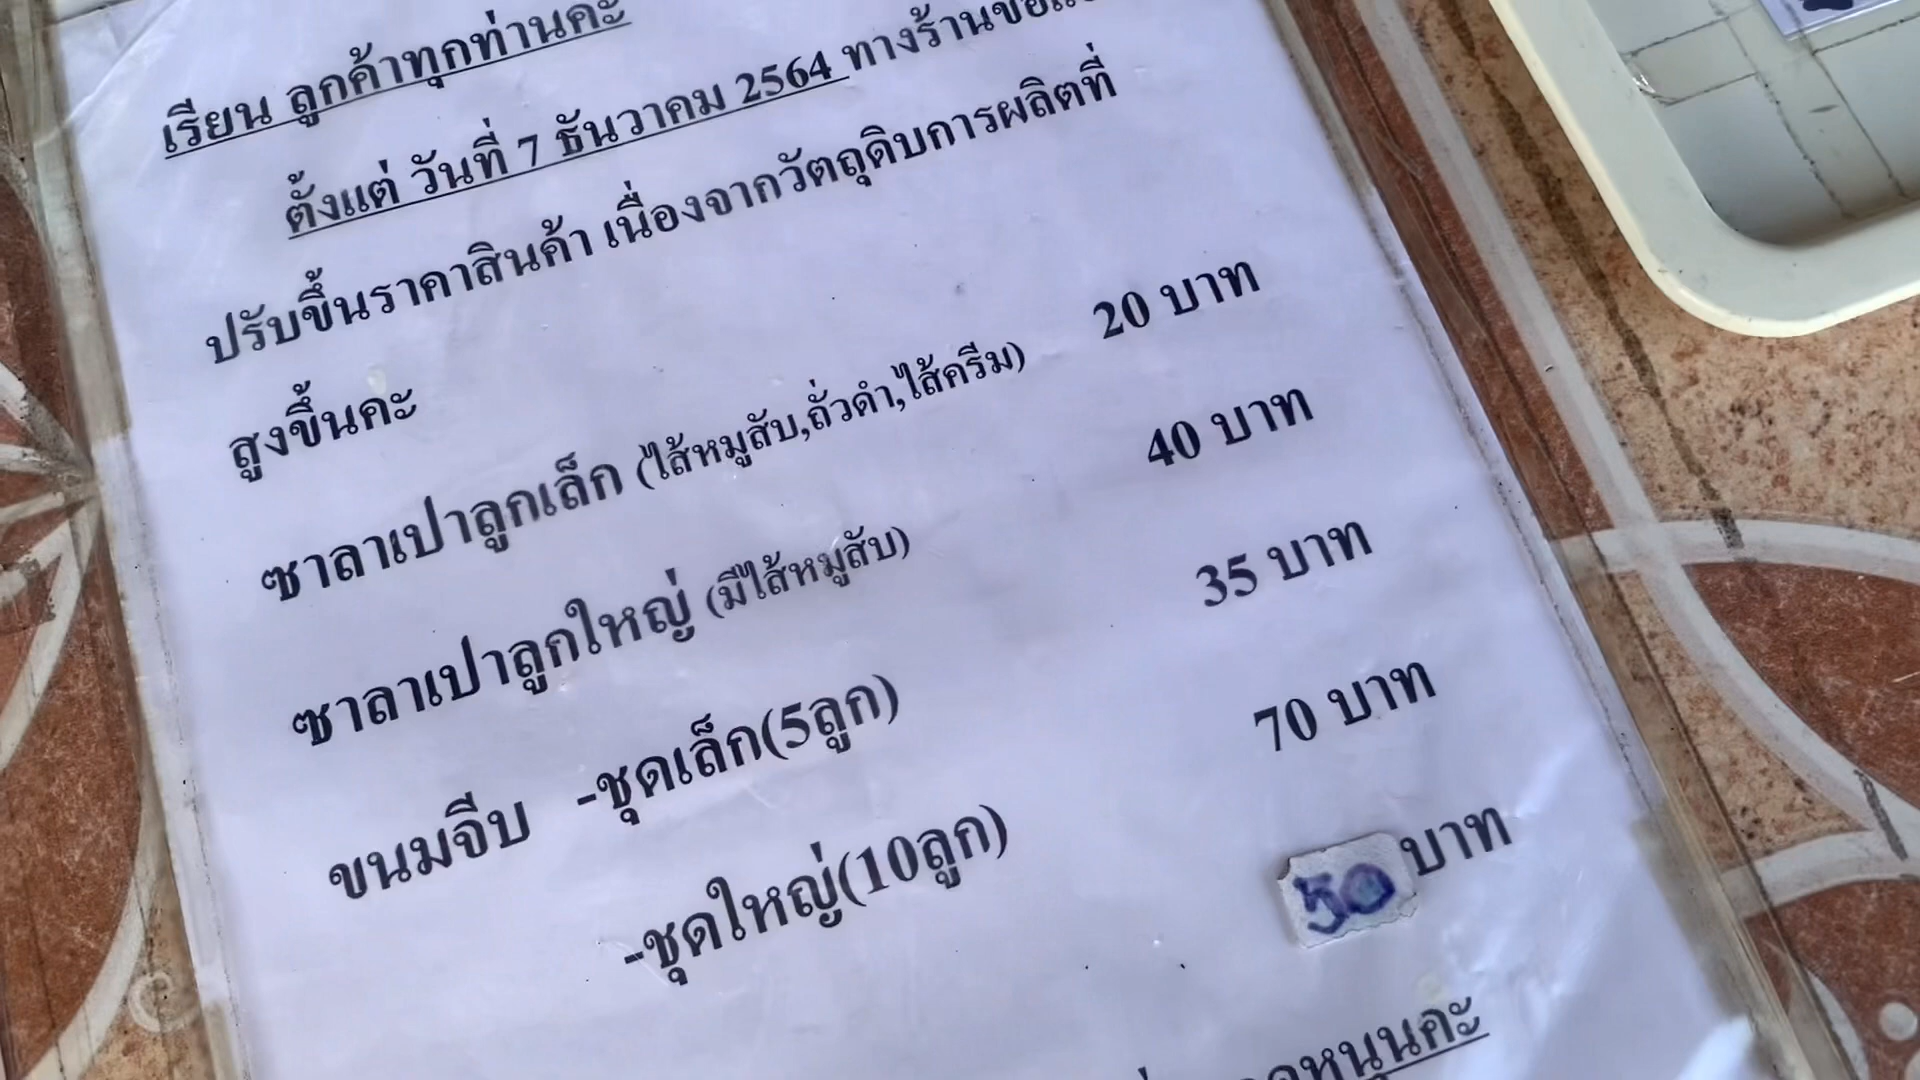 เรียน ลูกค้าทุกท่านคะ
ตั้งแต่ วันที่ 7 ธันวาคม 2564 ทางร้านขอ
ปรับขึ้นราคาสินค้า เนื่องจากวัตถุดิบการผลิตที่
สูงขึ้นคะ
ซาลาเปาลูกเล็ก (ไส้หมูสับ,ถั่วดำ,ไส้ครีม) 20 บาท
ซาลาเปาลูกใหญ่ (มีไส้หมูสับ) 40 บาท
ขนมจีบ -ชุดเล็ก(5ลูก) 35 บาท
-ชุดใหญ่(10ลูก) 70 บาท
50 บาท
หนุนคะ